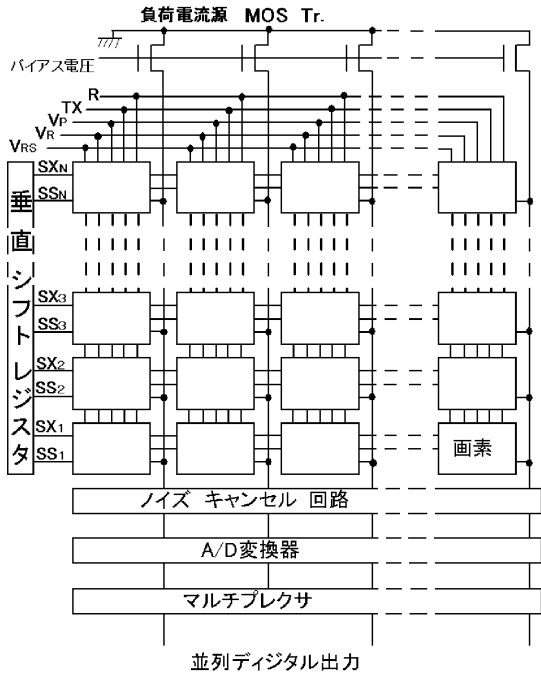 負荷電流源 MOS Tr.
バイアス電圧
R
TX
VP
VR
VRS
垂直シフトレジスタ
SXN
SSN
SX3
SS3
SX2
SS2
SX1
SS1
画素
ノイズ キャンセル 回路
A/D変換器
マルチプレクサ
並列ディジタル出力